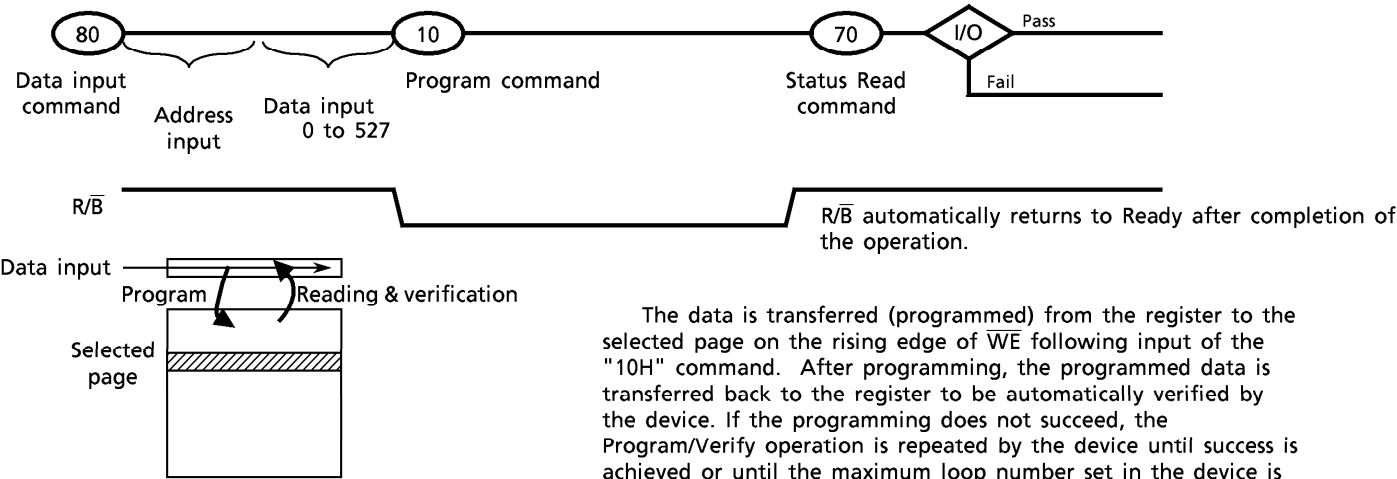 80
10
70
I/O
Pass
Fail
Data input
command
Address
input
Data input
0 to 527
Program command
Status Read
command
R/B̅
R/B̅ automatically returns to Ready after completion of
the operation.
Data input
Program
Reading & verification
Selected
page
The data is transferred (programmed) from the register to the
selected page on the rising edge of W̅E̅ following input of the
"10H" command. After programming, the programmed data is
transferred back to the register to be automatically verified by
the device. If the programming does not succeed, the
Program/Verify operation is repeated by the device until success is
achieved or until the maximum loop number set in the device is